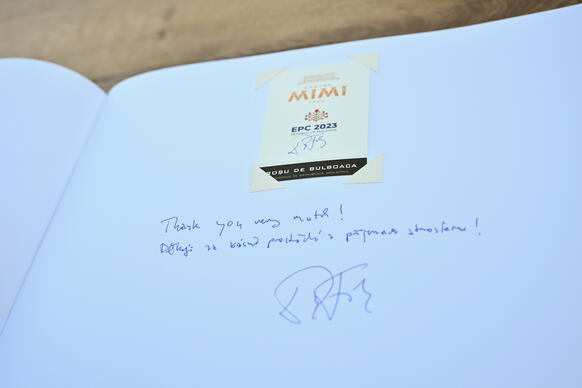 MIMI
EPC 2023
ROȘU DE BULBOACA
Thank you very much!
Děkuji za krásné prostředí a příjemnou atmosféru!